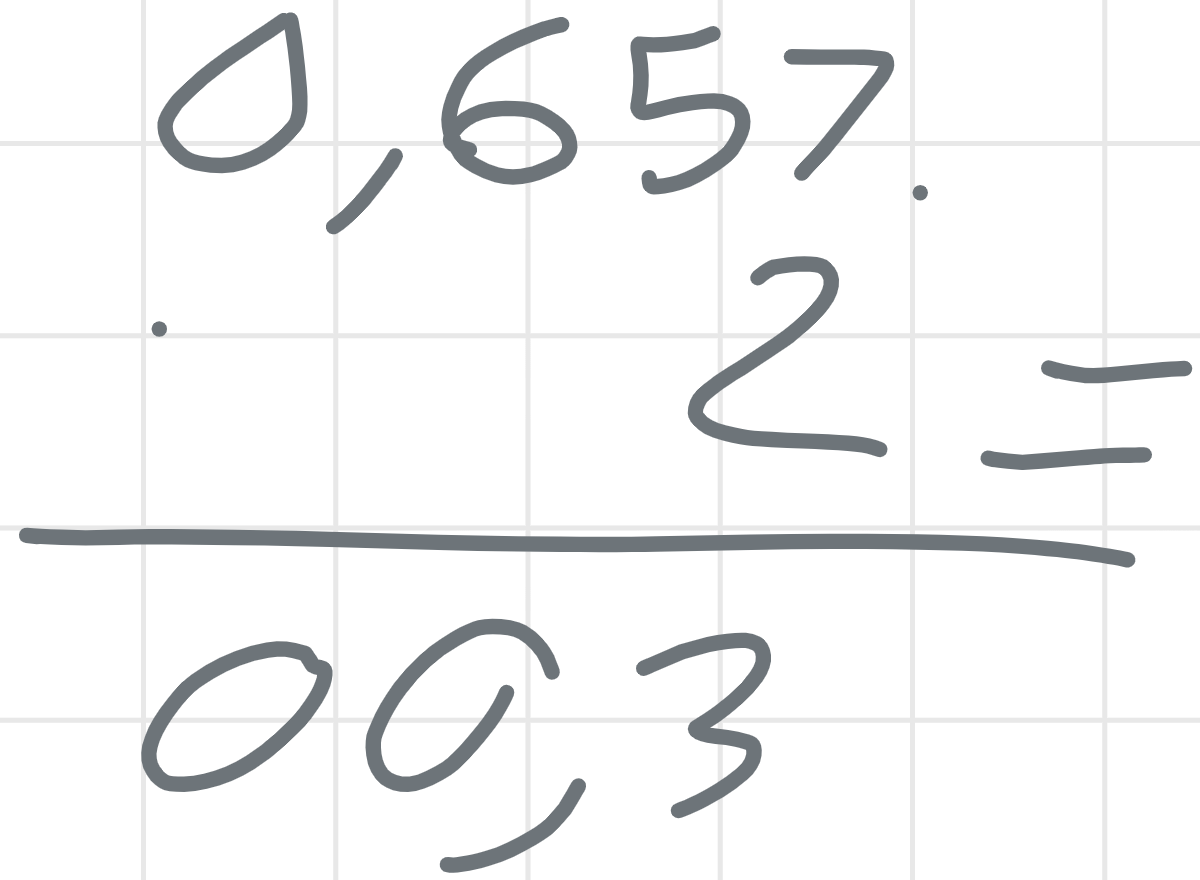 0,657.
. 2 =
00,3